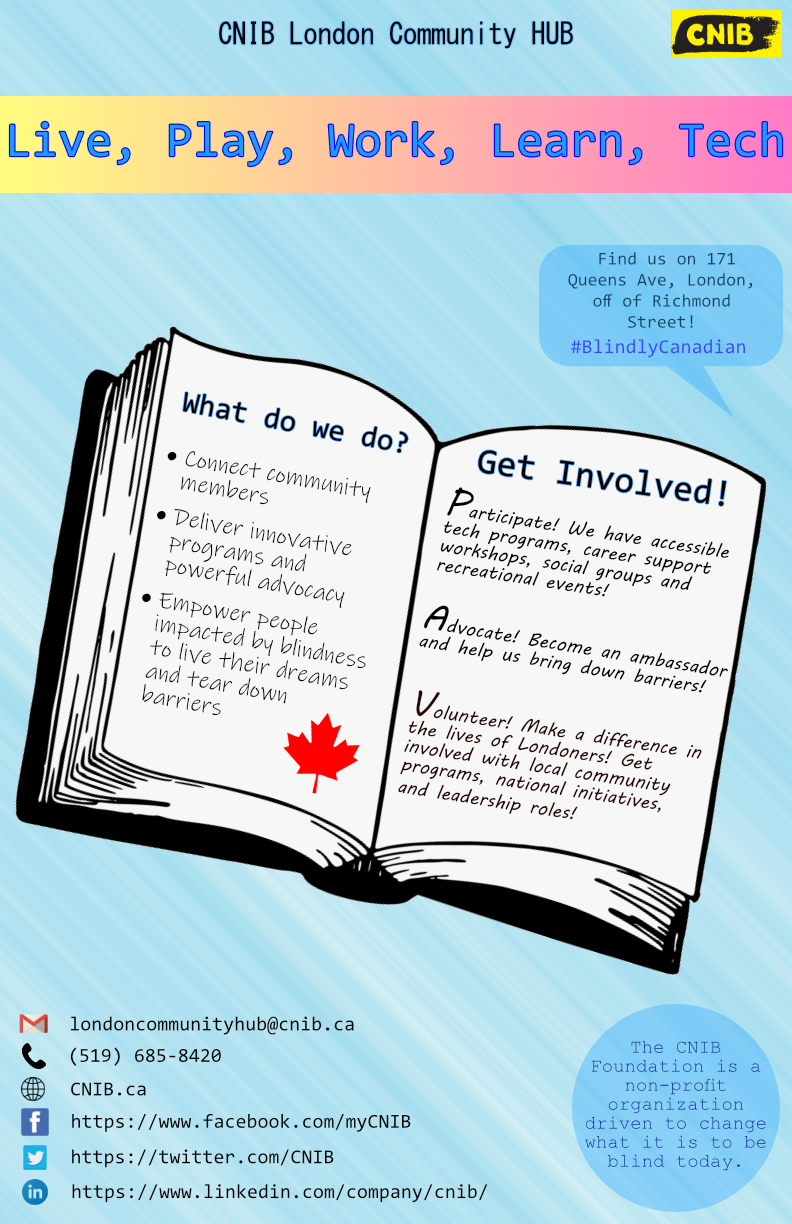 CNIB London Community HUB
CNIB
Live, Play, Work, Learn, Tech
Find us on 171
Queens Ave, London,
off of Richmond
Street!
#BlindlyCanadian
What do we do?
• Connect community
members
• Deliver innovative
programs and
powerful advocacy
• Empower people
impacted by blindness
to live their dreams
and tear down
barriers
Get Involved!
Participate! We have accessible
tech programs, career support
workshops, social groups and
recreational events!
Advocate! Become an ambassador
and help us bring down barriers!
Volunteer! Make a difference in
the lives of Londoners! Get
involved with local community
programs, national initiatives,
and leadership roles!
londoncommunityhub@cnib.ca
(519) 685-8420
CNIB.ca
https://www.facebook.com/myCNIB
https://twitter.com/CNIB
https://www.linkedin.com/company/cnib/
The CNIB
Foundation is a
non-profit
organization
driven to change
what it is to be
blind today.